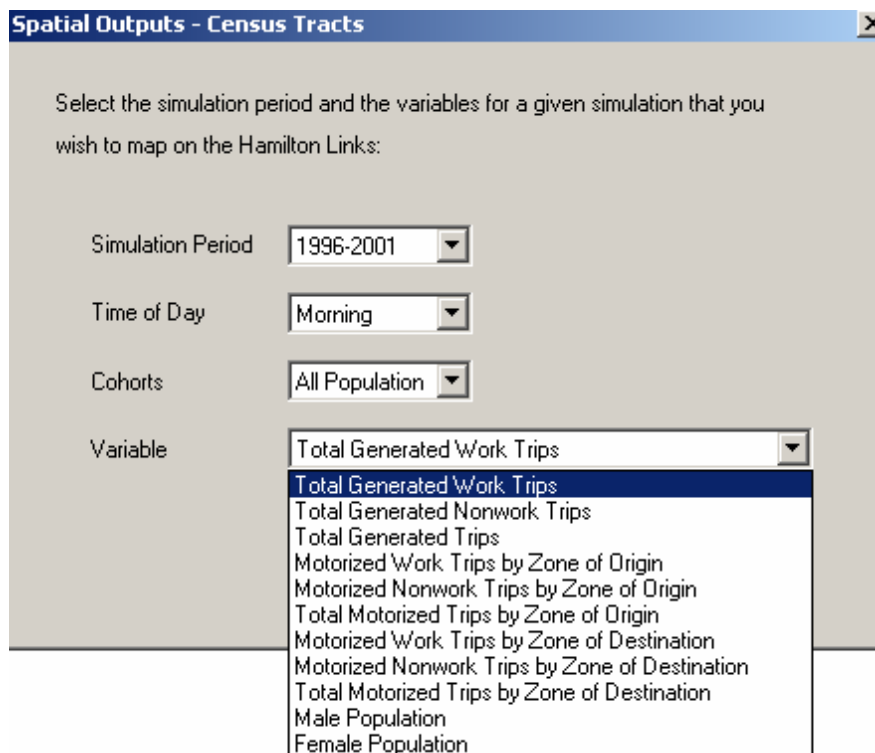 Spatial Outputs - Census Tracts
Select the simulation period and the variables for a given simulation that you
wish to map on the Hamilton Links:
Simulation Period 1996-2001
Time of Day Morning
Cohorts All Population
Variable Total Generated Work Trips
Total Generated Work Trips
Total Generated Nonwork Trips
Total Generated Trips
Motorized Work Trips by Zone of Origin
Motorized Nonwork Trips by Zone of Origin
Total Motorized Trips by Zone of Origin
Motorized Work Trips by Zone of Destination
Motorized Nonwork Trips by Zone of Destination
Total Motorized Trips by Zone of Destination
Male Population
Female Population